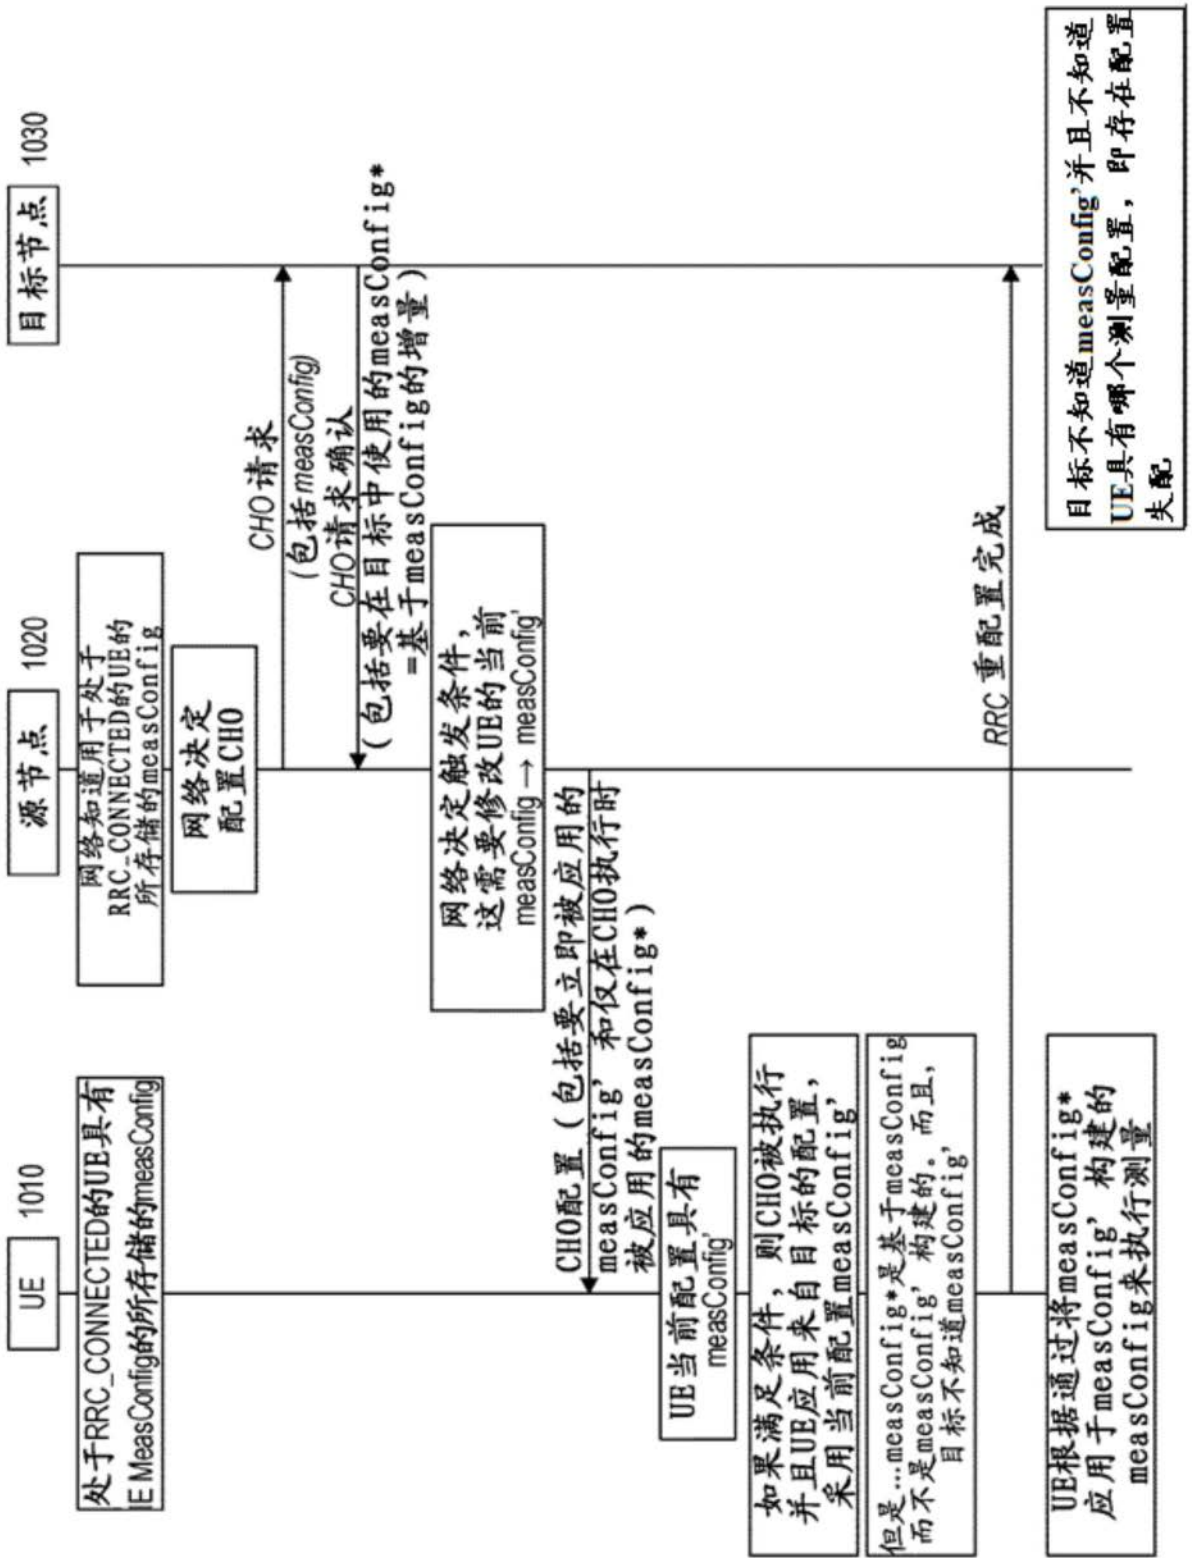 UE 1010
源节点 1020
目标节点 1030
处于RRC_CONNECTED的UE具有
IE MeasConfig的所存储的measConfig
网络知道用于处于
RRC_CONNECTED的UE的
所存储的measConfig
网络决定
配置CHO
CHO请求
(包括measConfig)
CHO请求确认
(包括要在目标中使用的measConfig*
=基于measConfig的增量)
网络决定触发条件，
这需要修改UE的当前
measConfig → measConfig'
CHO配置（包括要立即被应用的
measConfig’ 和仅在CHO执行时
被应用的measConfig*）
UE当前配置具有
measConfig'
如果满足条件，则CHO被执行
并且UE应用来自目标的配置，
采用当前配置measConfig’
但是...measConfig*是基于measConfig
而不是measConfig’构建的。而且，
目标不知道measConfig’
RRC 重配置完成
UE根据通过将measConfig*
应用于measConfig’构建的
measConfig来执行测量
目标不知道measConfig’并且不知道
UE具有哪个测量配置，即存在配置
失配